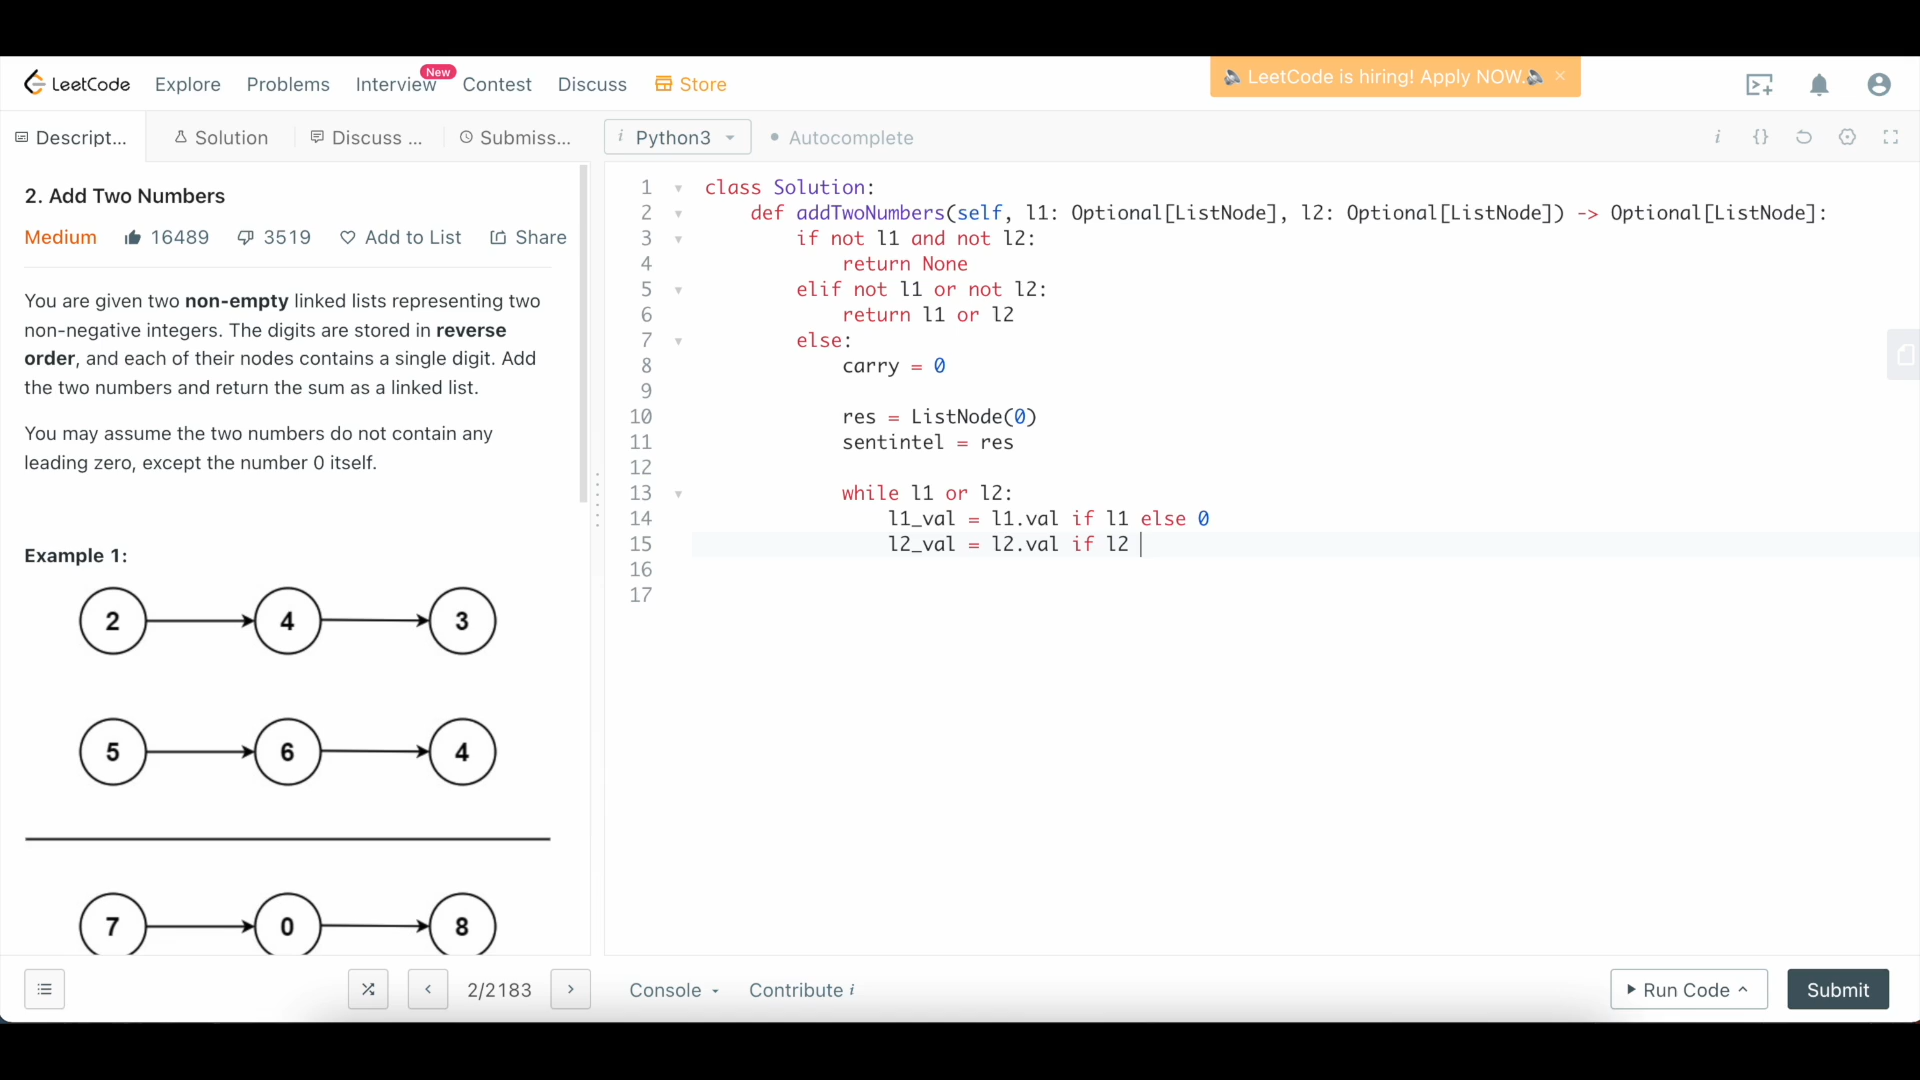 LeetCode Explore Problems Interview New Contest Discuss Store
LeetCode is hiring! Apply NOW.
Descript... Solution Discuss ... Submiss...
i Python3 Autocomplete i {}
2. Add Two Numbers
Medium 16489 3519 Add to List Share
You are given two non-empty linked lists representing two
non-negative integers. The digits are stored in reverse
order, and each of their nodes contains a single digit. Add
the two numbers and return the sum as a linked list.
You may assume the two numbers do not contain any
leading zero, except the number 0 itself.
Example 1:
2 4 3
5 6 4
7 0 8
1 class Solution:
2 def addTwoNumbers(self, l1: Optional[ListNode], l2: Optional[ListNode]) -> Optional[ListNode]:
3 if not l1 and not l2:
4 return None
5 elif not l1 or not l2:
6 return l1 or l2
7 else:
8 carry = 0
9
10 res = ListNode(0)
11 sentintel = res
12
13 while l1 or l2:
14 l1_val = l1.val if l1 else 0
15 l2_val = l2.val if l2
16
17
2/2183 Console Contribute i Run Code Submit